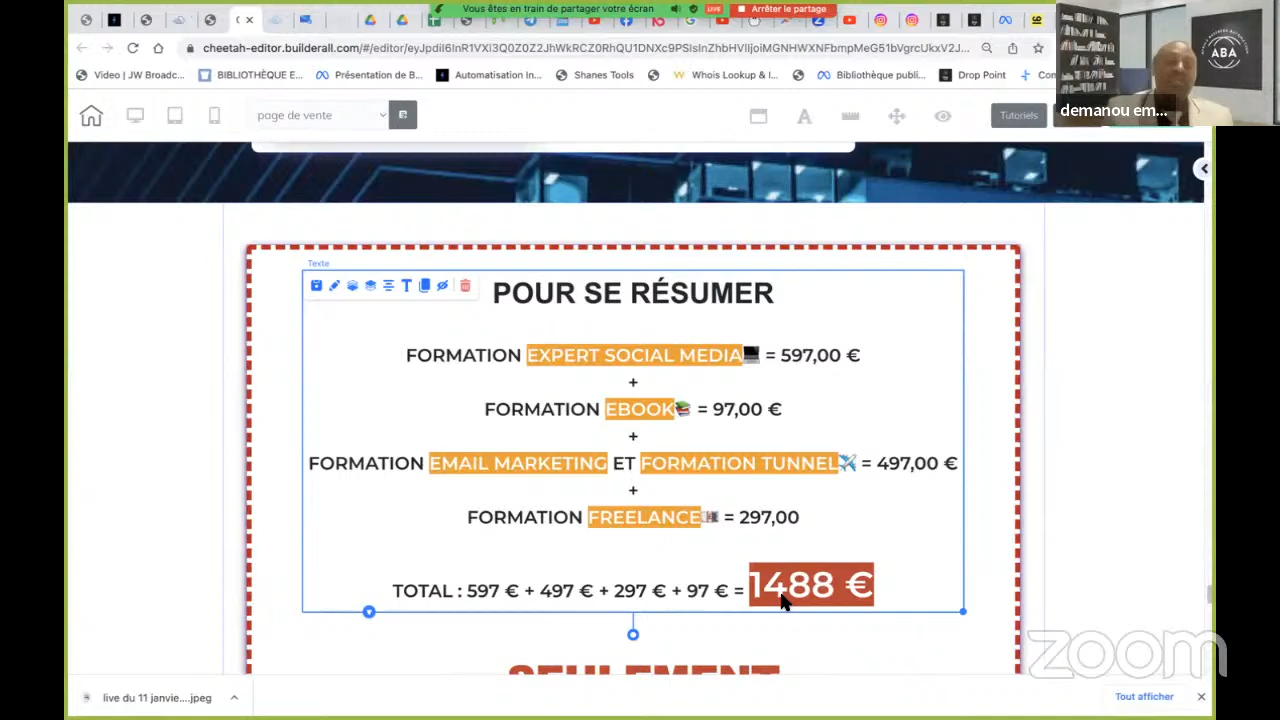 Vous êtes en train de partager votre écran
LIVE
Arrêter le partage
cheetah-editor.builderall.com/#/editor/
Video | JW Broadc...
BIBLIOTHÈQUE E...
Présentation de B...
Automatisation In...
Shanes Tools
Whois Lookup & I...
Bibliothèque publi...
Drop Point
ABA
demanou em...
page de vente
Tutoriels
Texte
POUR SE RÉSUMER
FORMATION EXPERT SOCIAL MEDIA = 597,00 €
+
FORMATION EBOOK = 97,00 €
+
FORMATION EMAIL MARKETING ET FORMATION TUNNEL = 497,00 €
+
FORMATION FREELANCE = 297,00
TOTAL : 597 € + 497 € + 297 € + 97 € = 1488 €
SEULEMENT
zoom
live du 11 janvie....jpeg
Tout afficher